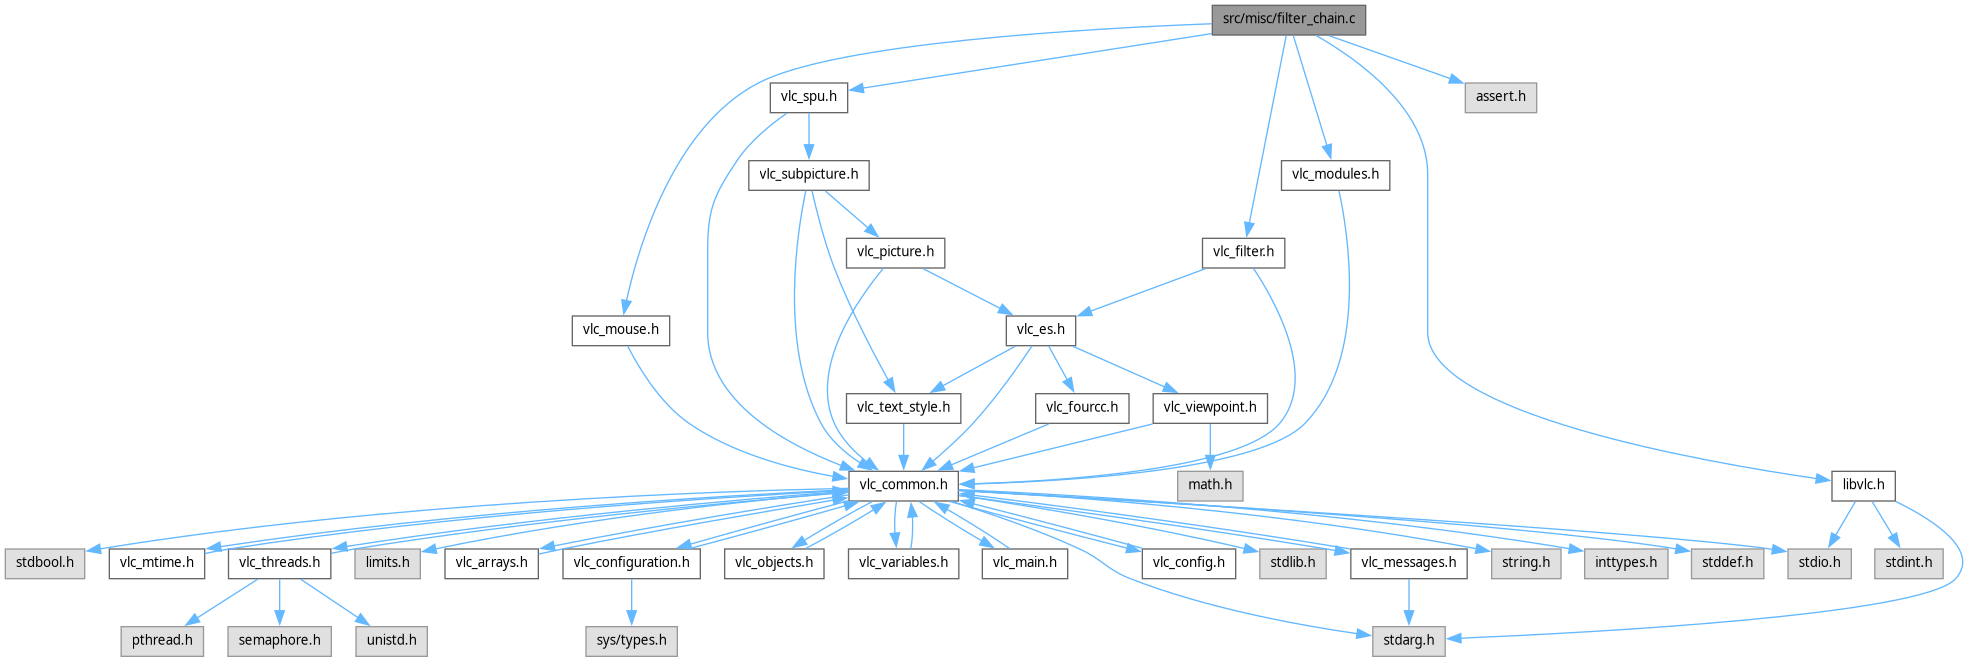 src/misc/filter_chain.c
vlc_spu.h
assert.h
vlc_subpicture.h
vlc_modules.h
vlc_picture.h
vlc_filter.h
vlc_mouse.h
vlc_es.h
vlc_text_style.h
vlc_fourcc.h
vlc_viewpoint.h
vlc_common.h
math.h
libvlc.h
stdbool.h
vlc_mtime.h
vlc_threads.h
limits.h
vlc_arrays.h
vlc_configuration.h
vlc_objects.h
vlc_variables.h
vlc_main.h
vlc_config.h
stdlib.h
vlc_messages.h
string.h
inttypes.h
stddef.h
stdio.h
stdint.h
pthread.h
semaphore.h
unistd.h
sys/types.h
stdarg.h